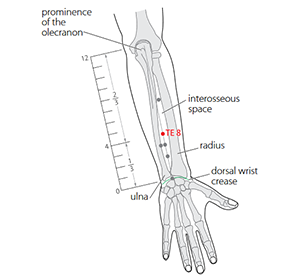 prominence
of the
olecranon
12
2
3
interosseous
space
TE 8
4
radius
1
3
dorsal wrist
crease
0
ulna